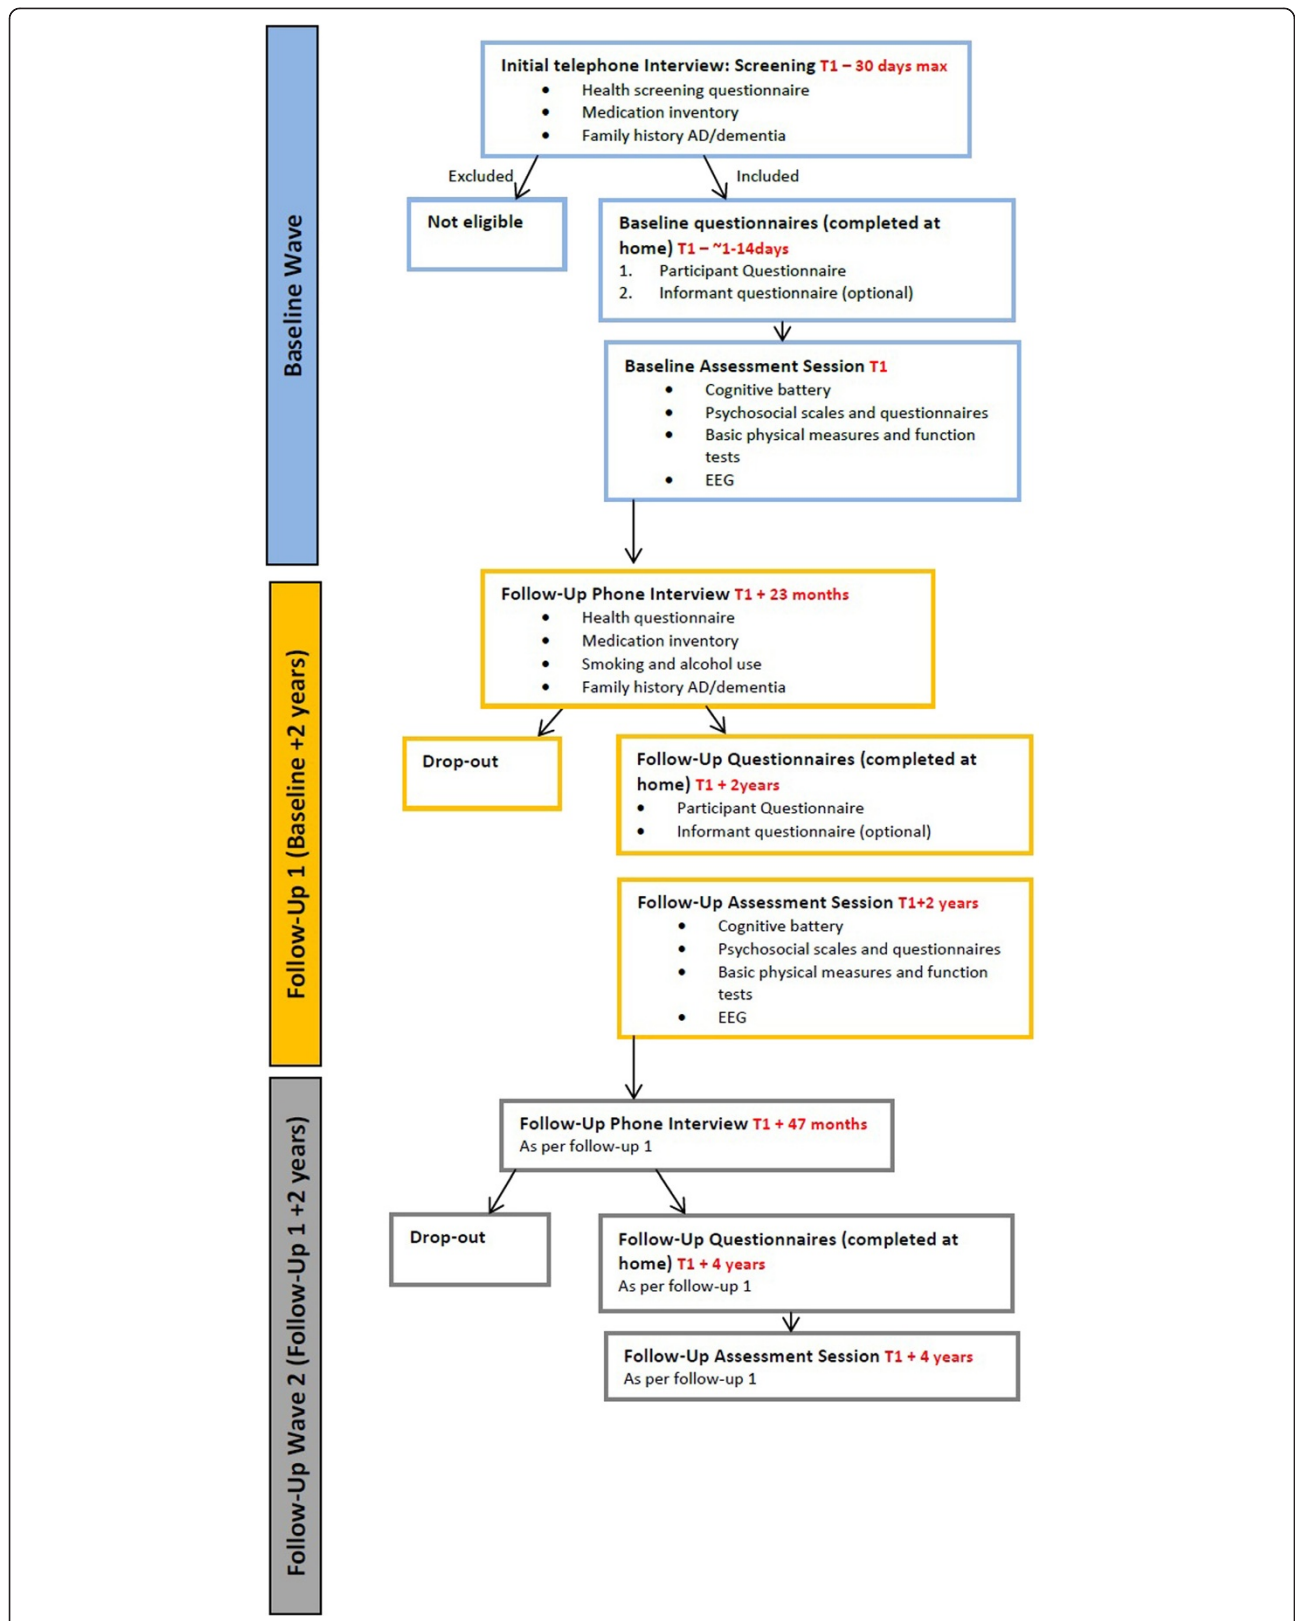 Baseline Wave
Initial telephone Interview: Screening T1 – 30 days max
• Health screening questionnaire
• Medication inventory
• Family history AD/dementia
Excluded
Included
Not eligible
Baseline questionnaires (completed at
home) T1 – ~1-14days
1. Participant Questionnaire
2. Informant questionnaire (optional)
Baseline Assessment Session T1
• Cognitive battery
• Psychosocial scales and questionnaires
• Basic physical measures and function
tests
• EEG
Follow-Up 1 (Baseline +2 years)
Follow-Up Phone Interview T1 + 23 months
• Health questionnaire
• Medication inventory
• Smoking and alcohol use
• Family history AD/dementia
Drop-out
Follow-Up Questionnaires (completed at
home) T1 + 2years
• Participant Questionnaire
• Informant questionnaire (optional)
Follow-Up Assessment Session T1+2 years
• Cognitive battery
• Psychosocial scales and questionnaires
• Basic physical measures and function
tests
• EEG
Follow-Up Wave 2 (Follow-Up 1 +2 years)
Follow-Up Phone Interview T1 + 47 months
As per follow-up 1
Drop-out
Follow-Up Questionnaires (completed at
home) T1 + 4 years
As per follow-up 1
Follow-Up Assessment Session T1 + 4 years
As per follow-up 1